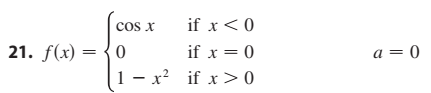 cos x if x < 0
21. f(x) = { 0 if x = 0 a = 0
1 − x² if x > 0